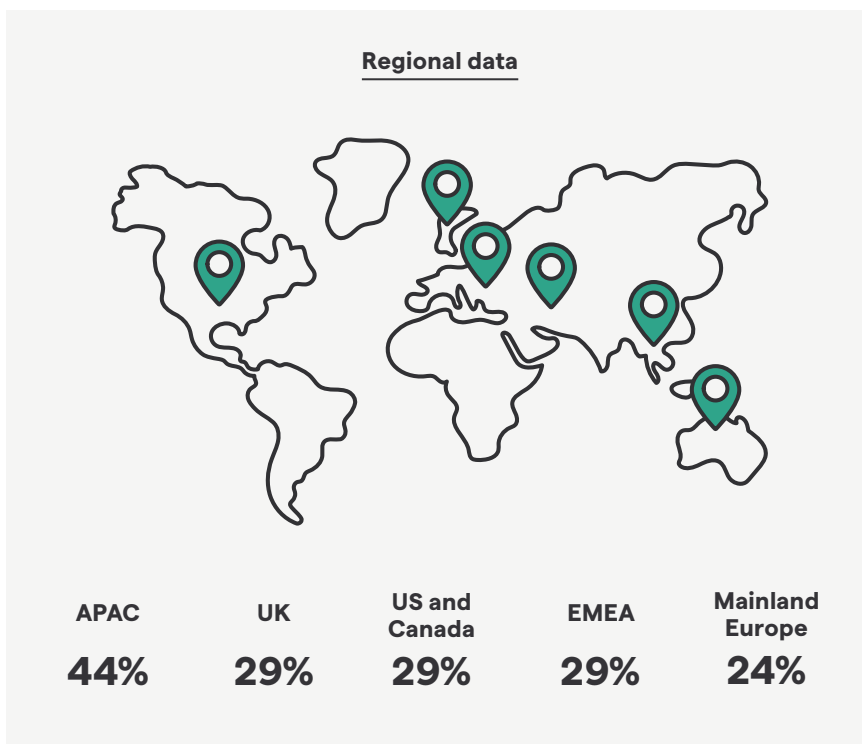 Regional data
APAC
44%
UK
29%
US and
Canada
29%
EMEA
29%
Mainland
Europe
24%